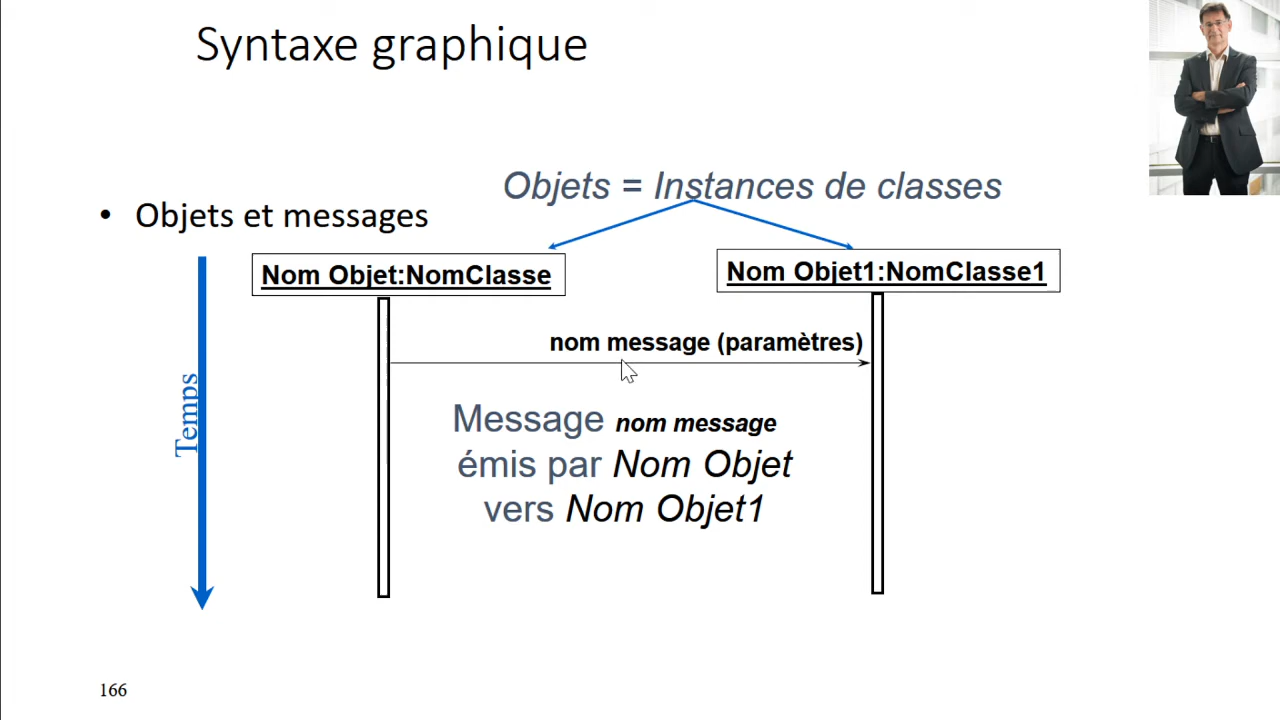 Syntaxe graphique
Objets = Instances de classes
• Objets et messages
Nom Objet:NomClasse
Nom Objet1:NomClasse1
nom message (paramètres)
Temps
Message nom message
émis par Nom Objet
vers Nom Objet1
166